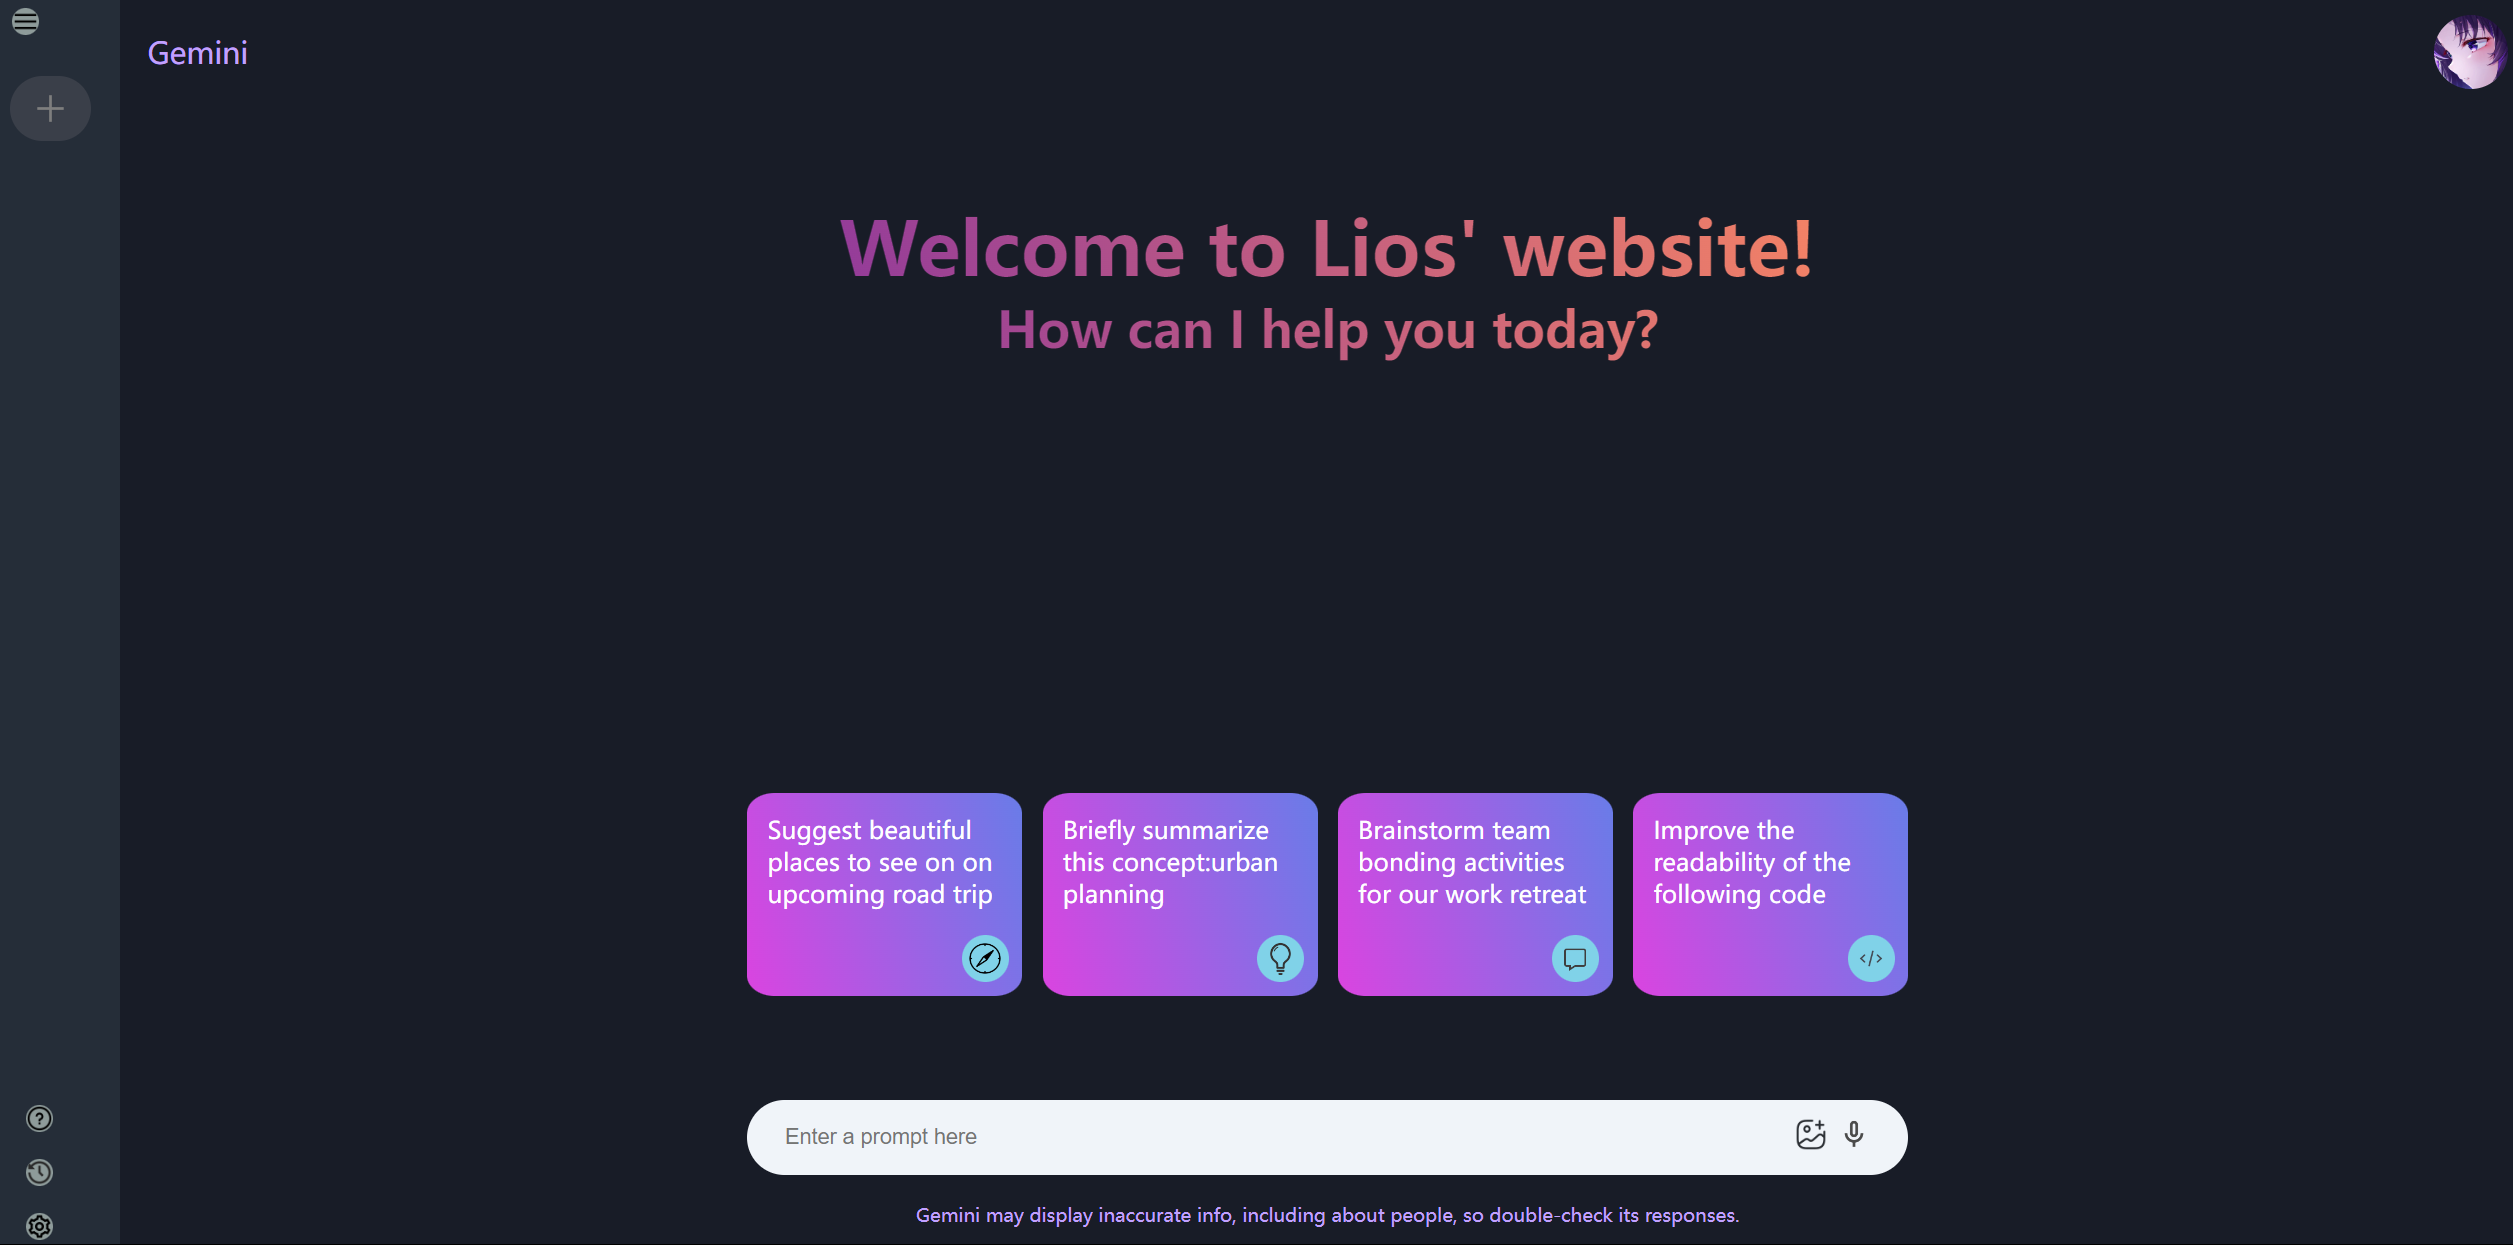 Gemini
Welcome to Lios' website!
How can I help you today?
Suggest beautiful
places to see on on
upcoming road trip
Briefly summarize
this concept:urban
planning
Brainstorm team
bonding activities
for our work retreat
Improve the
readability of the
following code
Enter a prompt here
Gemini may display inaccurate info, including about people, so double-check its responses.